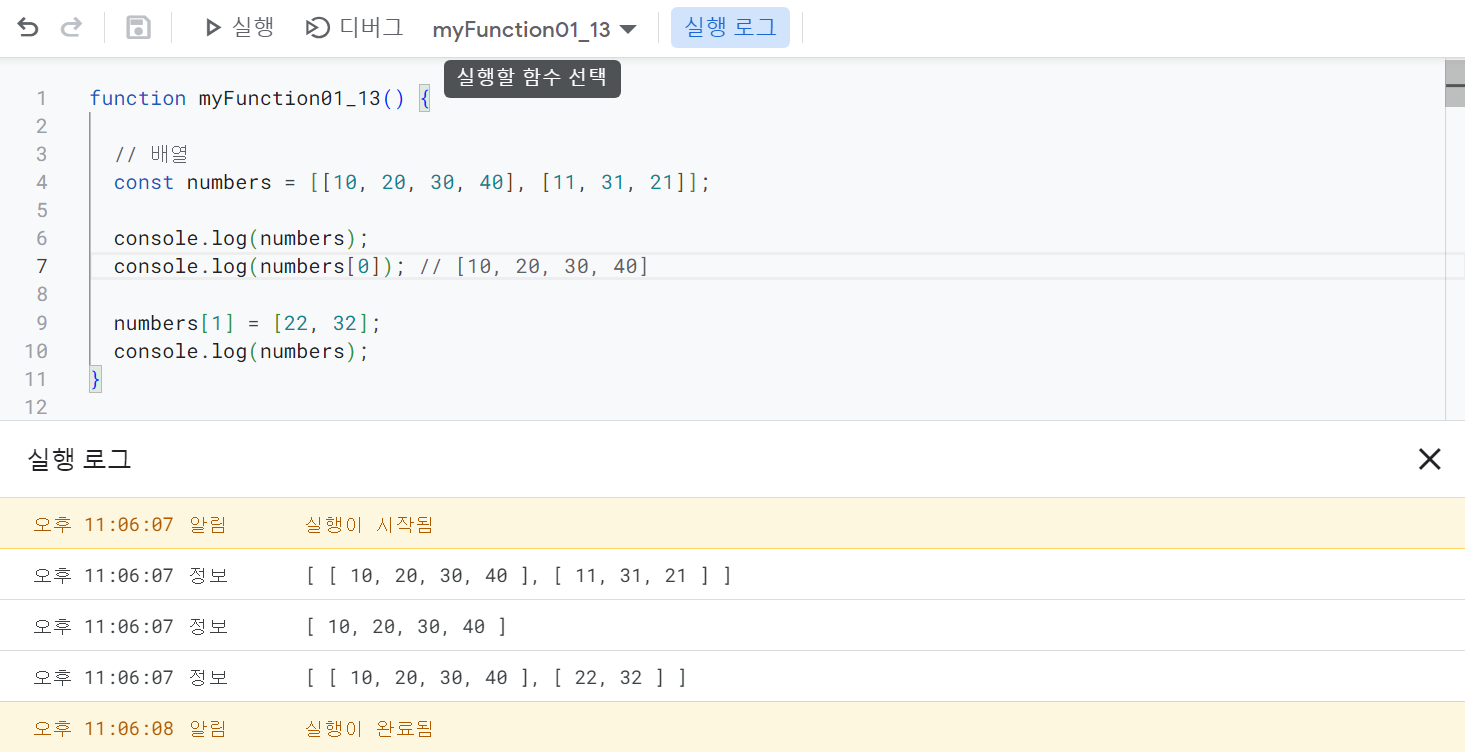 실행 디버그 myFunction01_13 실행 로그
실행할 함수 선택
1 function myFunction01_13() {
2
3 // 배열
4 const numbers = [[10, 20, 30, 40], [11, 31, 21]];
5
6 console.log(numbers);
7 console.log(numbers[0]); // [10, 20, 30, 40]
8
9 numbers[1] = [22, 32];
10 console.log(numbers);
11 }
12
실행 로그
오후 11:06:07 알림 실행이 시작됨
오후 11:06:07 정보 [ [ 10, 20, 30, 40 ], [ 11, 31, 21 ] ]
오후 11:06:07 정보 [ 10, 20, 30, 40 ]
오후 11:06:07 정보 [ [ 10, 20, 30, 40 ], [ 22, 32 ] ]
오후 11:06:08 알림 실행이 완료됨